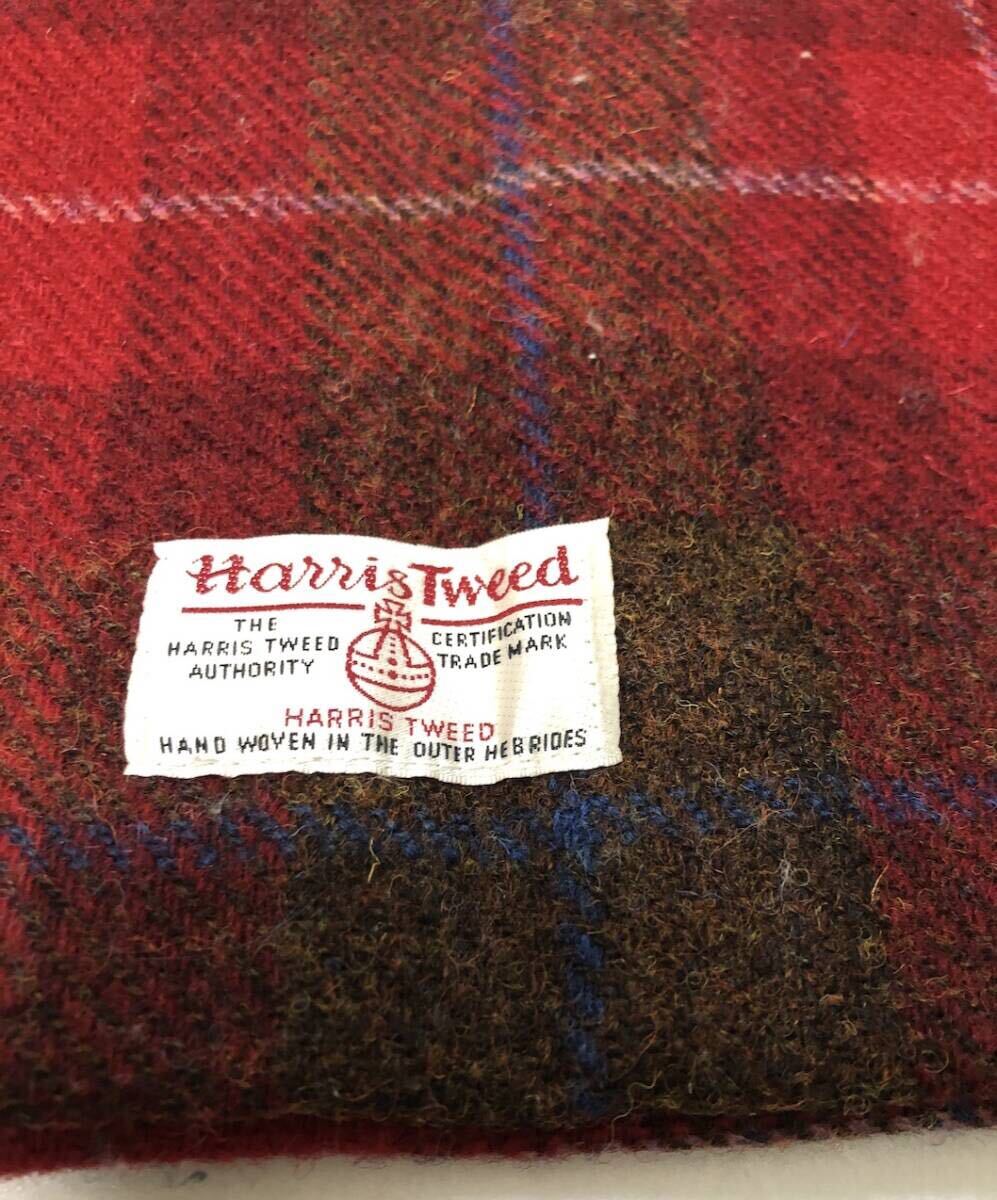 Harris Tweed
THE
HARRIS TWEED
AUTHORITY
CERTIFICATION
TRADE MARK
HARRIS TWEED
HAND WOVEN IN THE OUTER HEBRIDES